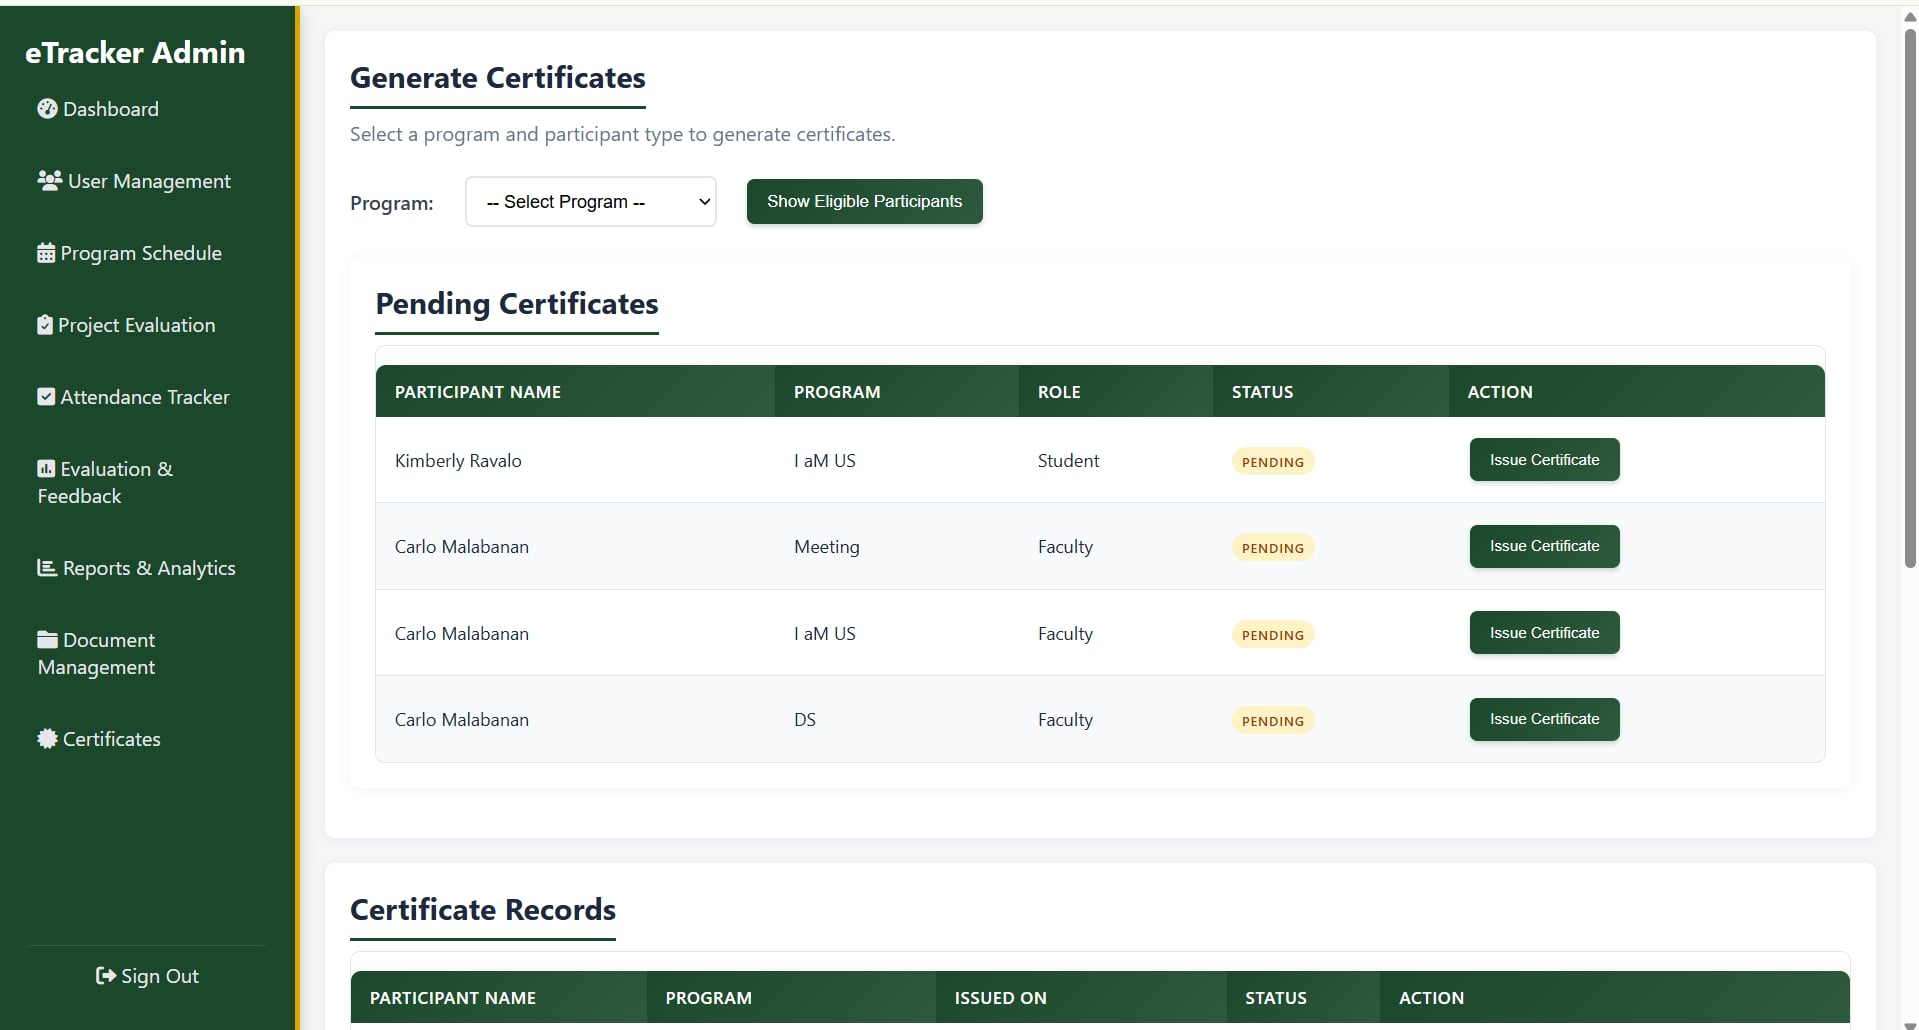 eTracker Admin
Dashboard
User Management
Program Schedule
Project Evaluation
Attendance Tracker
Evaluation &
Feedback
Reports & Analytics
Document
Management
Certificates
Sign Out
Generate Certificates
Select a program and participant type to generate certificates.
Program: -- Select Program -- Show Eligible Participants
Pending Certificates
PARTICIPANT NAME PROGRAM ROLE STATUS ACTION
Kimberly Ravalo I aM US Student PENDING Issue Certificate
Carlo Malabanan Meeting Faculty PENDING Issue Certificate
Carlo Malabanan I aM US Faculty PENDING Issue Certificate
Carlo Malabanan DS Faculty PENDING Issue Certificate
Certificate Records
PARTICIPANT NAME PROGRAM ISSUED ON STATUS ACTION